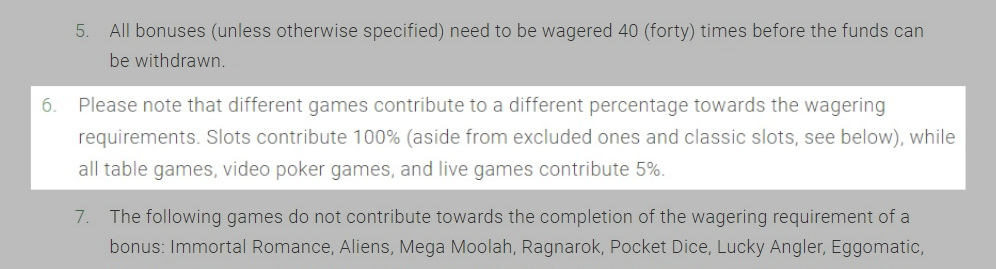 5. All bonuses (unless otherwise specified) need to be wagered 40 (forty) times before the funds can
be withdrawn.
6. Please note that different games contribute to a different percentage towards the wagering
requirements. Slots contribute 100% (aside from excluded ones and classic slots, see below), while
all table games, video poker games, and live games contribute 5%.
7. The following games do not contribute towards the completion of the wagering requirement of a
bonus: Immortal Romance, Aliens, Mega Moolah, Ragnarok, Pocket Dice, Lucky Angler, Eggomatic,